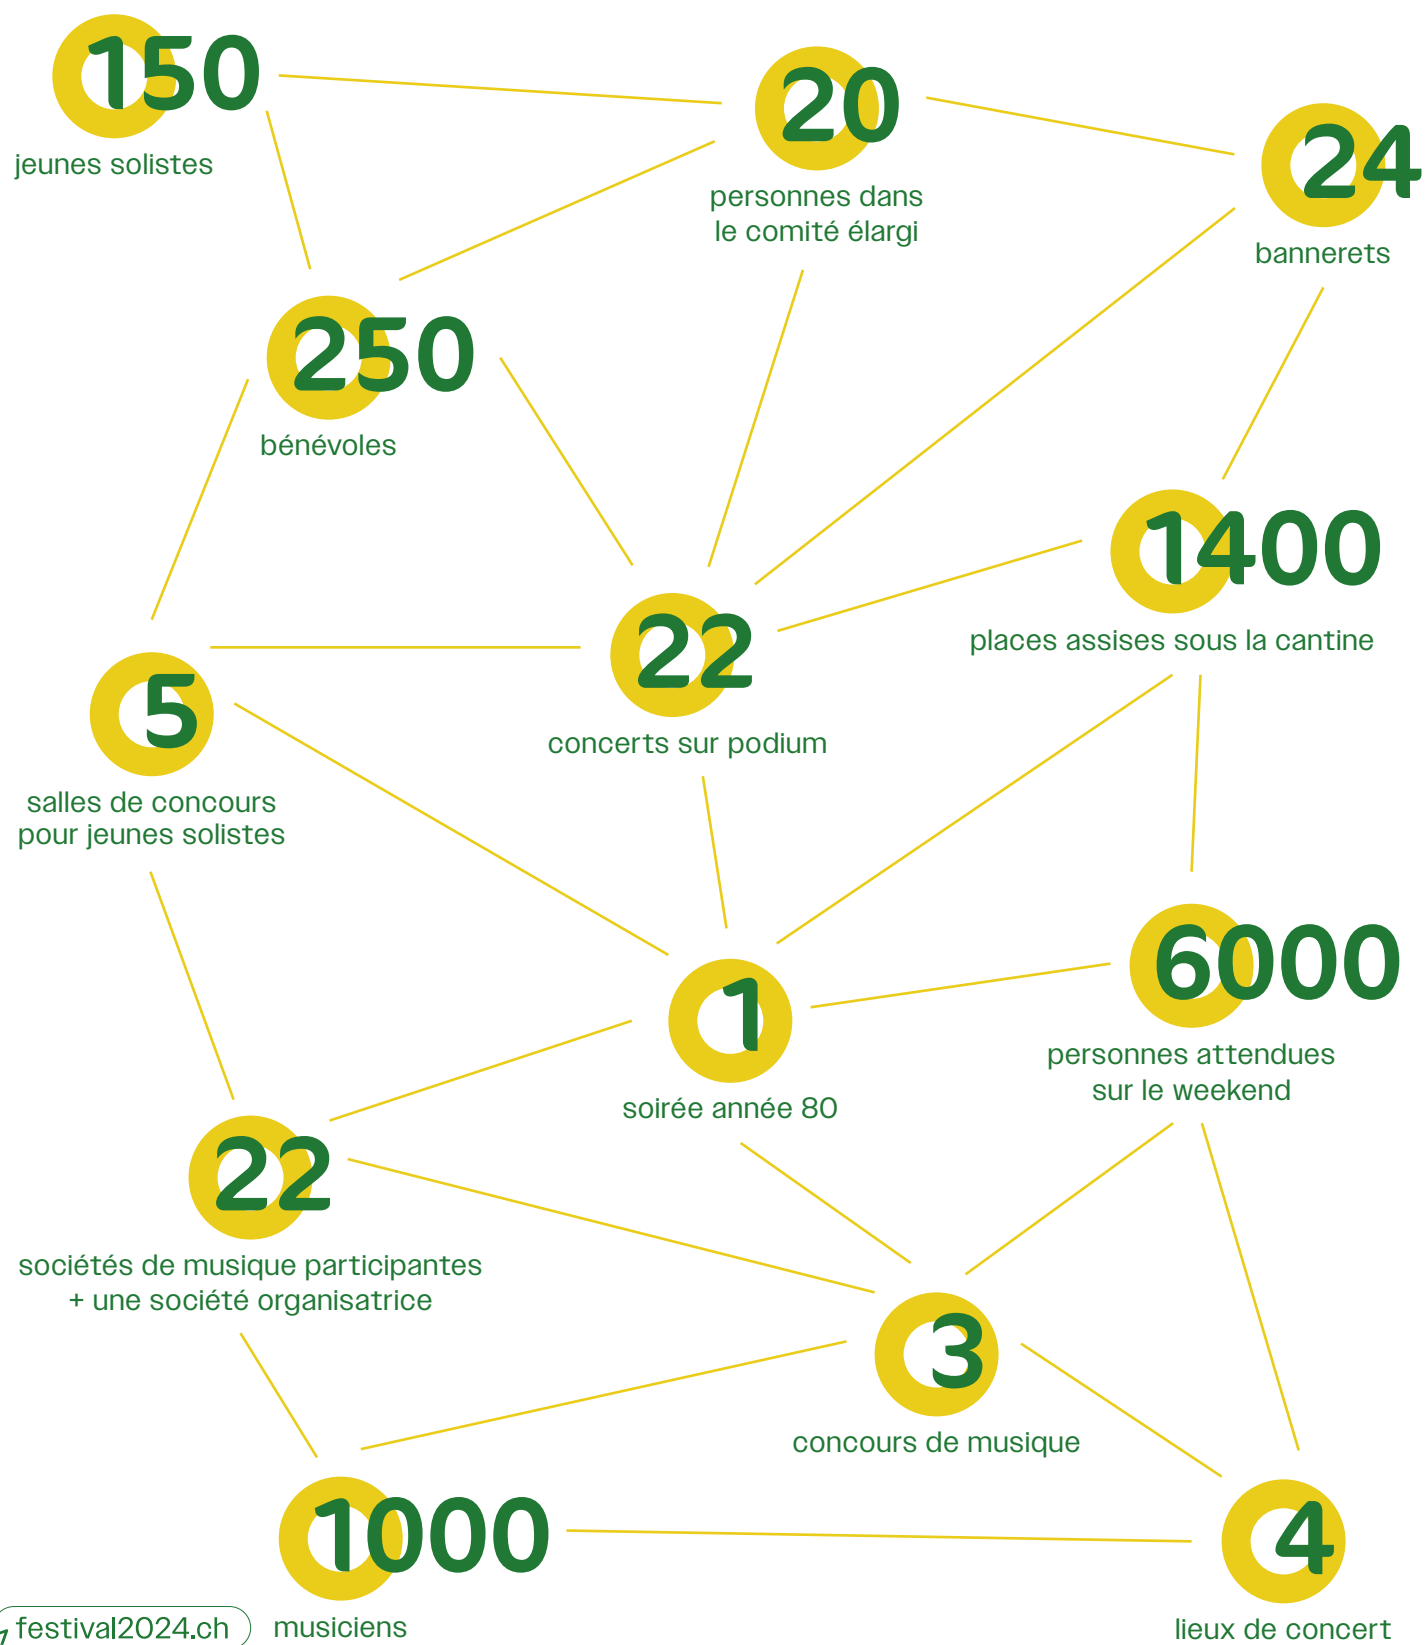 150
jeunes solistes
20
personnes dans
le comité élargi
24
bannerets
250
bénévoles
1400
places assises sous la cantine
22
concerts sur podium
5
salles de concours
pour jeunes solistes
6000
personnes attendues
sur le weekend
1
soirée année 80
22
sociétés de musique participantes
+ une société organisatrice
3
concours de musique
1000
musiciens
4
lieux de concert
festival2024.ch